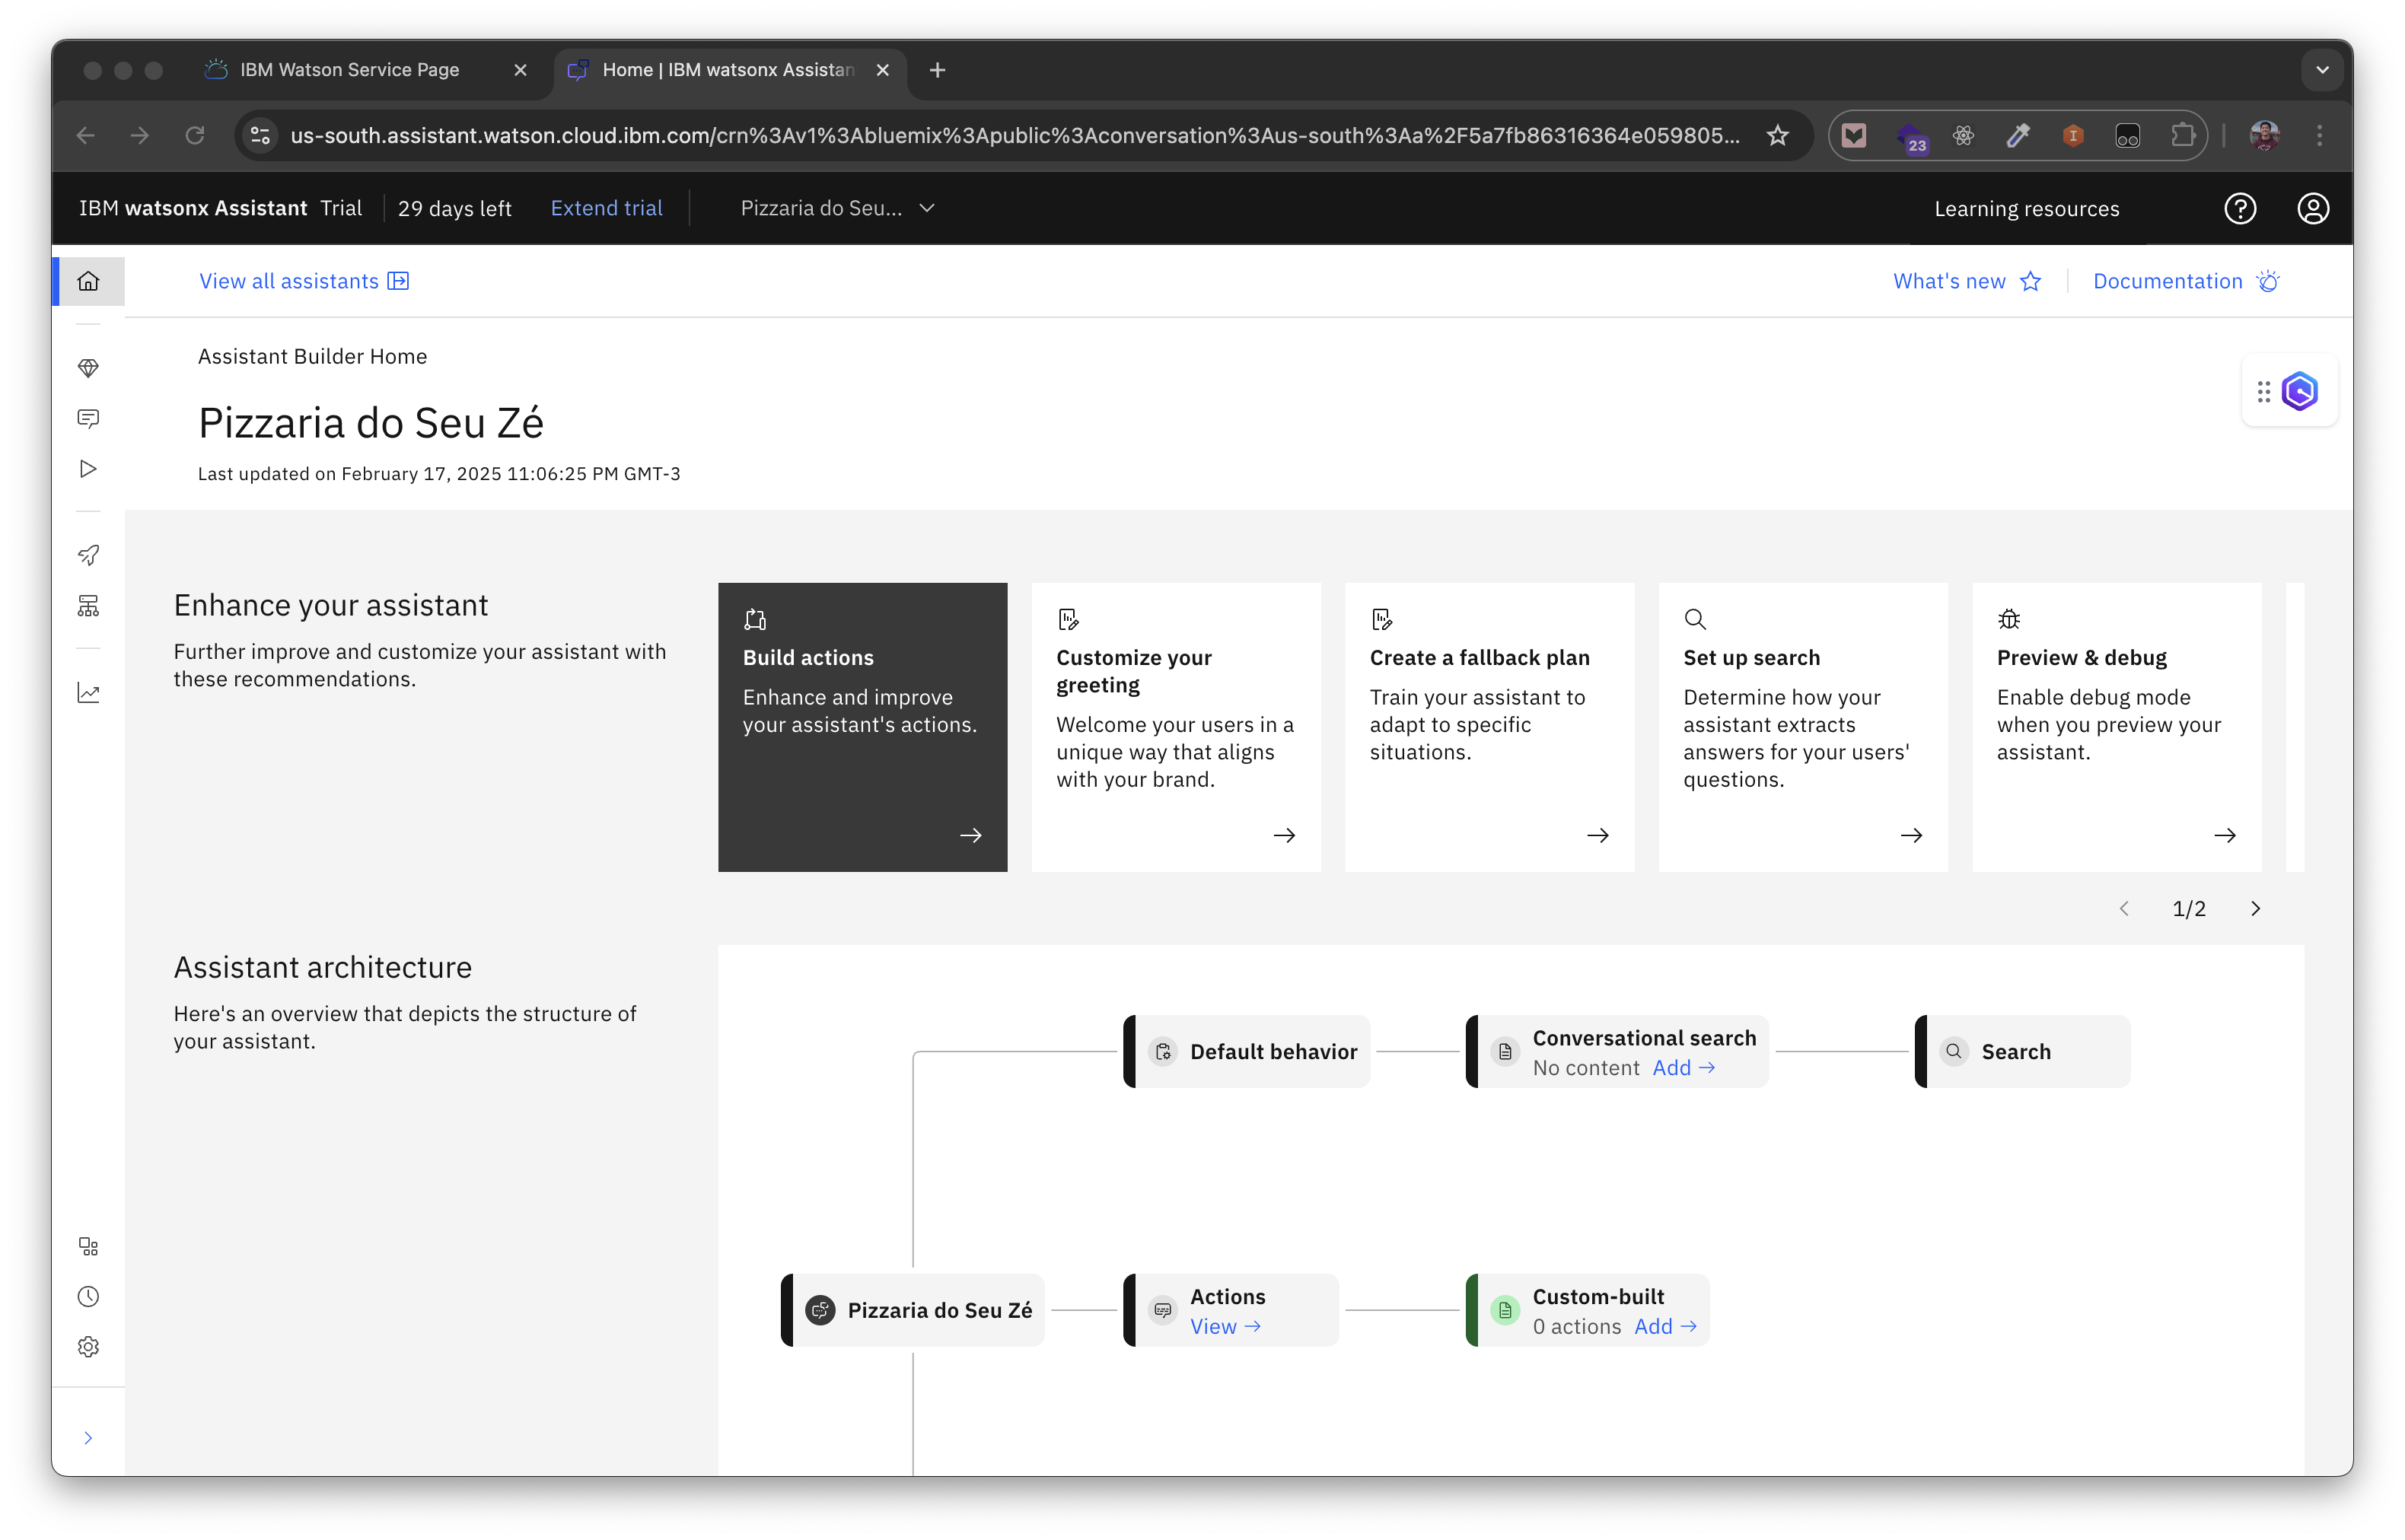 IBM Watson Service Page
Home | IBM watsonx Assistan
us-south.assistant.watson.cloud.ibm.com/crn%3Av1%3Abluemix%3Apublic%3Aconversation%3Aus-south%3Aa%2F5a7fb86316364e059805...
23
IBM watsonx Assistant Trial
29 days left
Extend trial
Pizzaria do Seu...
Learning resources
View all assistants
What's new
Documentation
Assistant Builder Home
Pizzaria do Seu Zé
Last updated on February 17, 2025 11:06:25 PM GMT-3
Enhance your assistant
Further improve and customize your assistant with
these recommendations.
Build actions
Enhance and improve
your assistant's actions.
Customize your
greeting
Welcome your users in a
unique way that aligns
with your brand.
Create a fallback plan
Train your assistant to
adapt to specific
situations.
Set up search
Determine how your
assistant extracts
answers for your users'
questions.
Preview & debug
Enable debug mode
when you preview your
assistant.
1/2
Assistant architecture
Here's an overview that depicts the structure of
your assistant.
Default behavior
Conversational search
No content Add
Search
Pizzaria do Seu Zé
Actions
View
Custom-built
0 actions Add